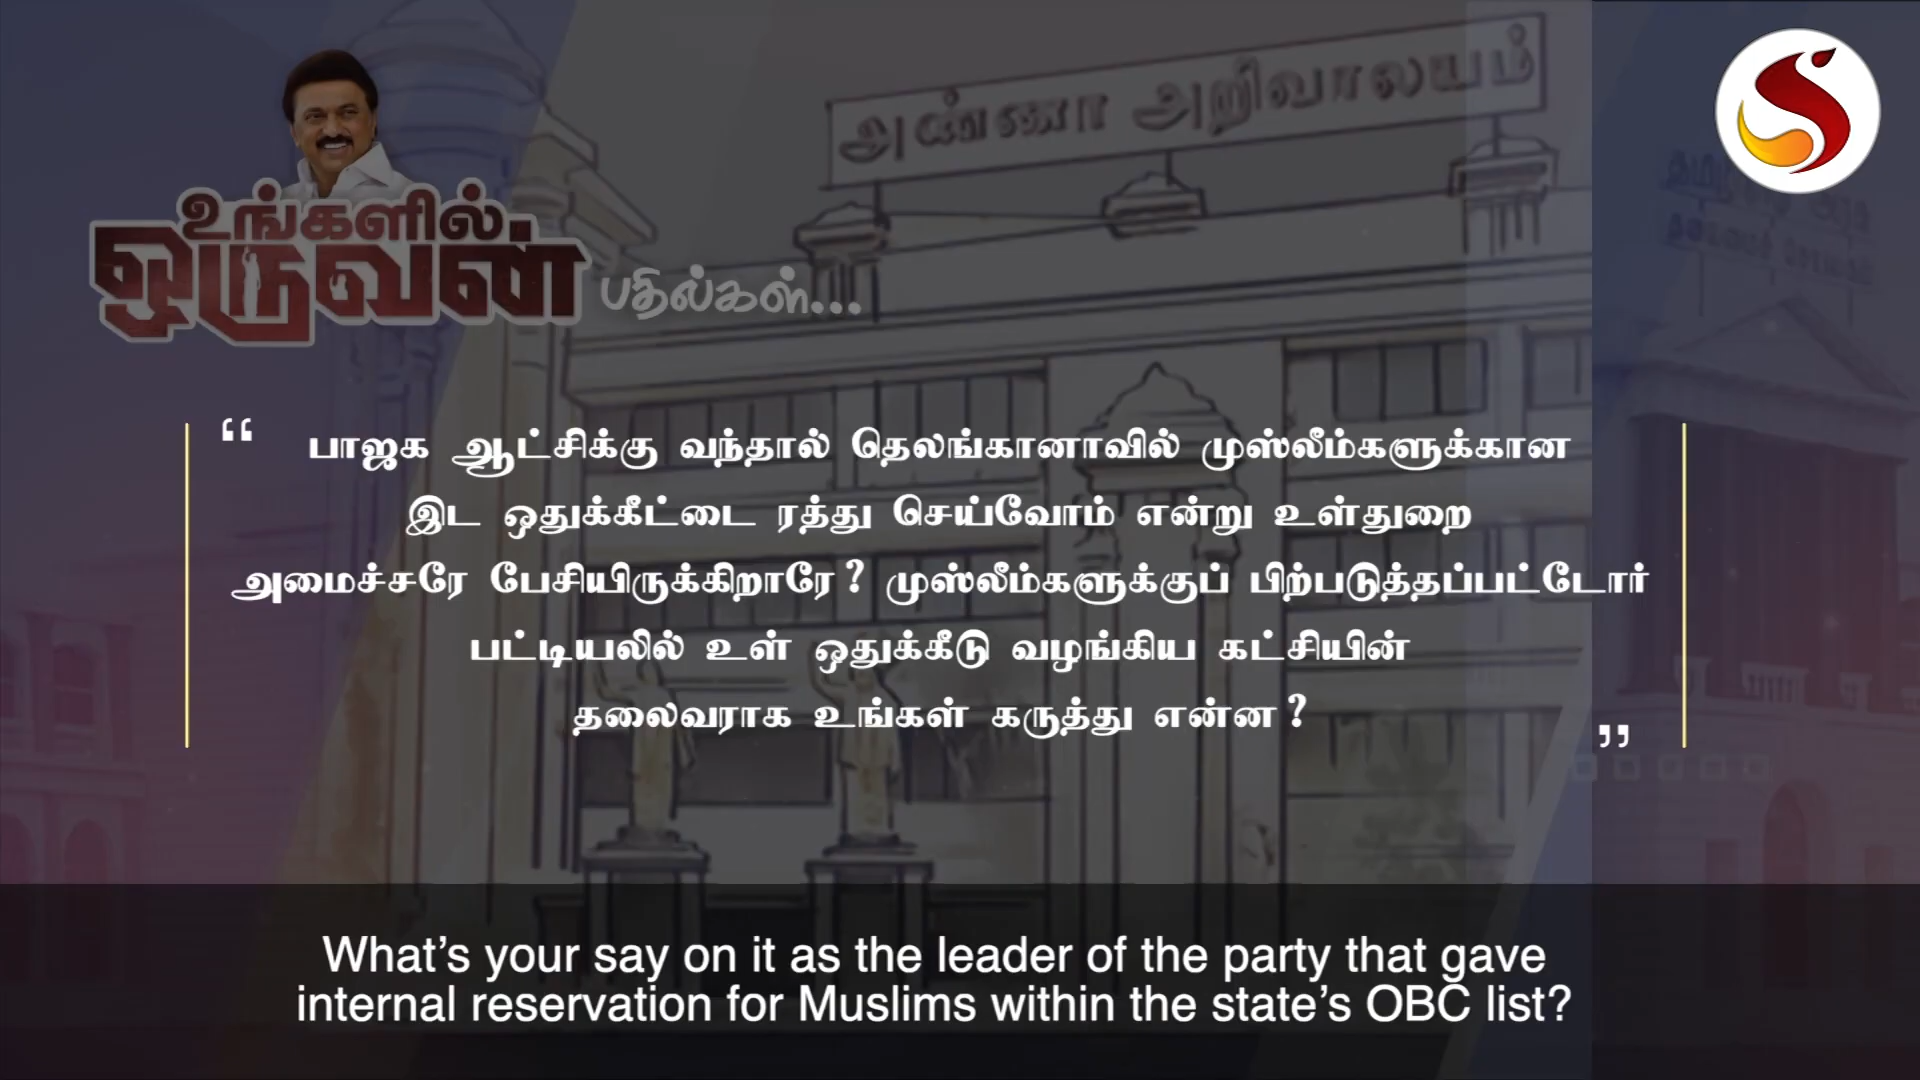 அண்ணா அறிவாலயம்
உங்களில்
ஒருவன்
பதில்கள்...
“ பாஜக ஆட்சிக்கு வந்தால் தெலங்கானாவில் முஸ்லீம்களுக்கான
இட ஒதுக்கீட்டை ரத்து செய்வோம் என்று உள்துறை
அமைச்சரே பேசியிருக்கிறாரே? முஸ்லீம்களுக்குப் பிற்படுத்தப்பட்டோர்
பட்டியலில் உள் ஒதுக்கீடு வழங்கிய கட்சியின்
தலைவராக உங்கள் கருத்து என்ன? ”
What’s your say on it as the leader of the party that gave
internal reservation for Muslims within the state’s OBC list?